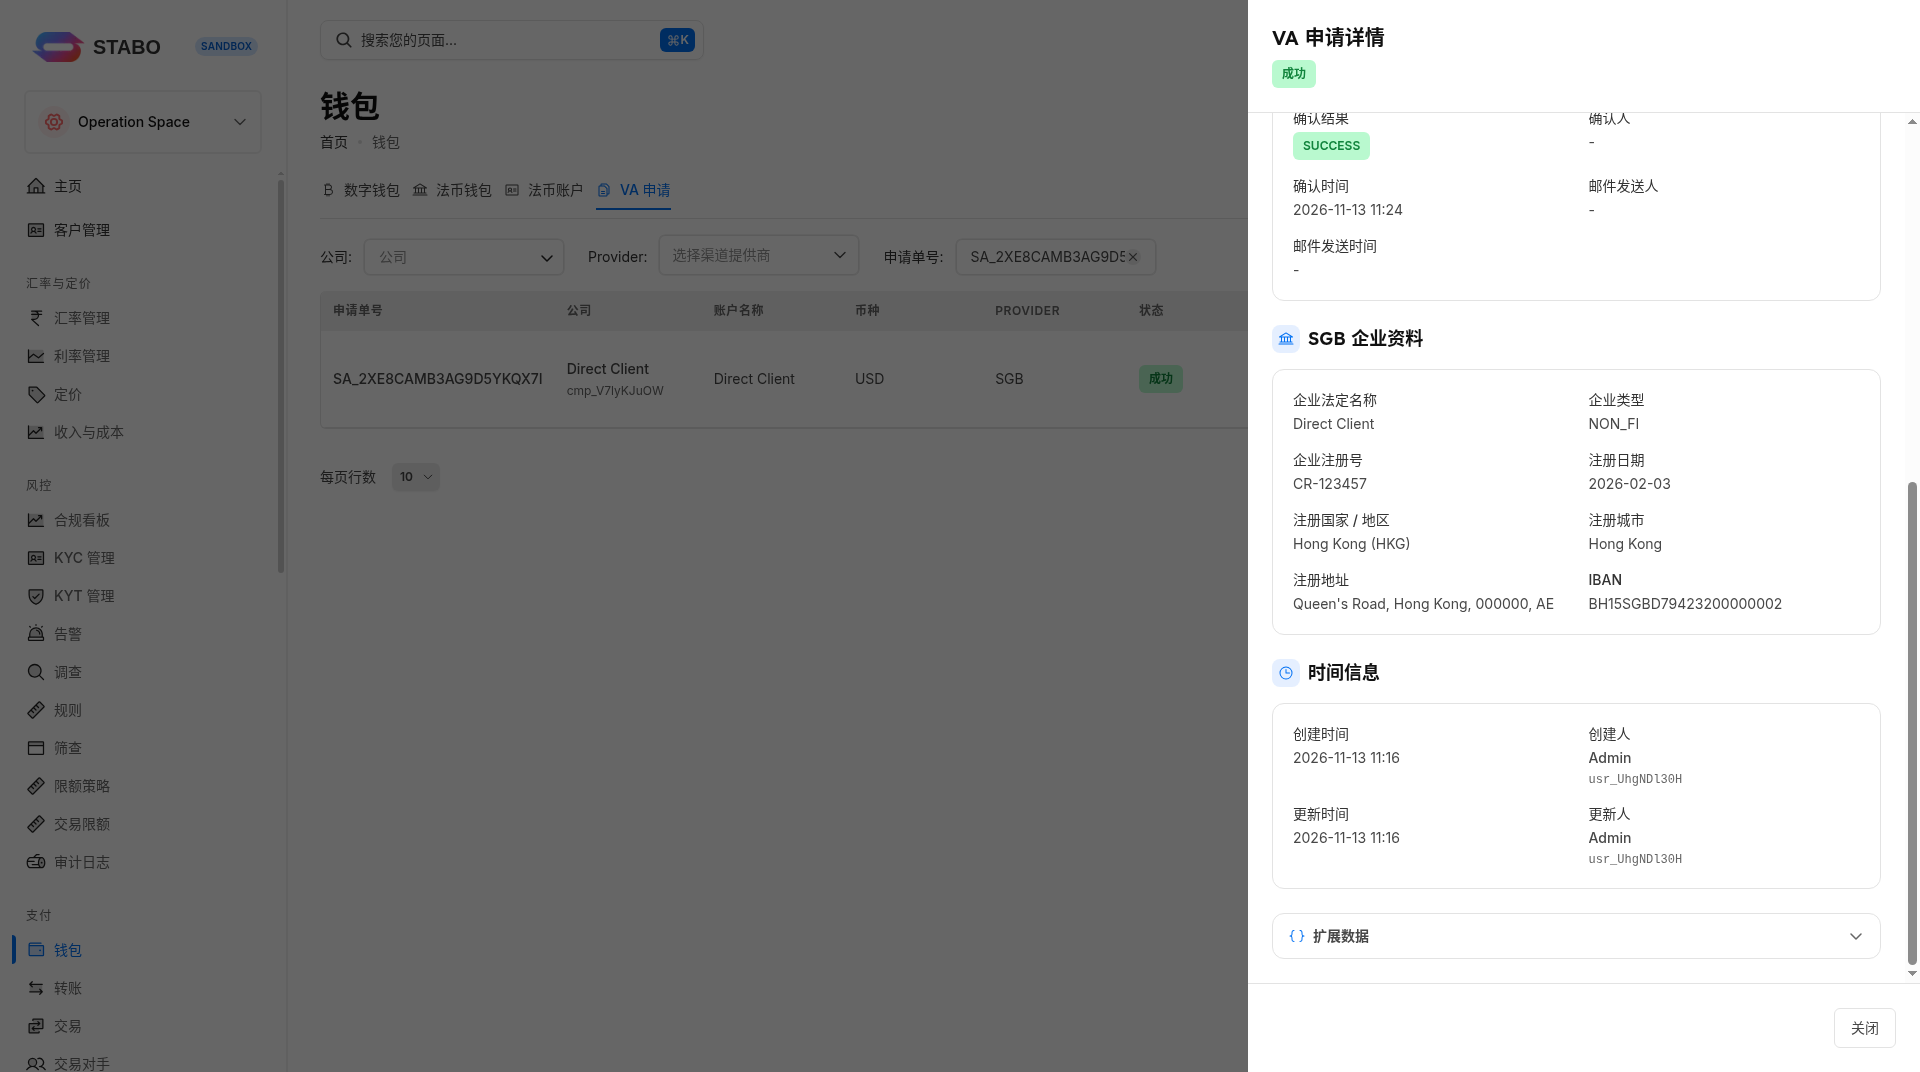 STABO
SANDBOX
Operation Space
主页
客户管理
汇率与定价
汇率管理
利率管理
定价
收入与成本
风控
合规看板
KYC 管理
KYT 管理
告警
调查
规则
筛查
限额策略
交易限额
审计日志
支付
钱包
转账
交易
交易对手
搜索您的页面...
⌘K
钱包
首页 • 钱包
数字钱包 法币钱包 法币账户 VA 申请
公司: 公司 Provider: 选择渠道提供商 申请单号: SA_2XE8CAMB3AG9D5
申请单号 公司 账户名称 币种 PROVIDER 状态
SA_2XE8CAMB3AG9D5YKQX7I Direct Client Direct Client USD SGB 成功
cmp_V7IyKJuOW
每页行数 10
VA 申请详情
成功
确认结果 确认人
SUCCESS -
确认时间 邮件发送人
2026-11-13 11:24 -
邮件发送时间
-
SGB 企业资料
企业法定名称 企业类型
Direct Client NON_FI
企业注册号 注册日期
CR-123457 2026-02-03
注册国家 / 地区 注册城市
Hong Kong (HKG) Hong Kong
注册地址 IBAN
Queen's Road, Hong Kong, 000000, AE BH15SGBD79423200000002
时间信息
创建时间 创建人
2026-11-13 11:16 Admin
usr_UhgNDl30H
更新时间 更新人
2026-11-13 11:16 Admin
usr_UhgNDl30H
{ } 扩展数据
关闭